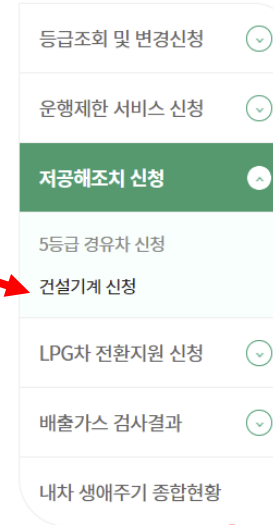 등급조회 및 변경신청
운행제한 서비스 신청
저공해조치 신청
5등급 경유차 신청
건설기계 신청
LPG차 전환지원 신청
배출가스 검사결과
내차 생애주기 종합현황